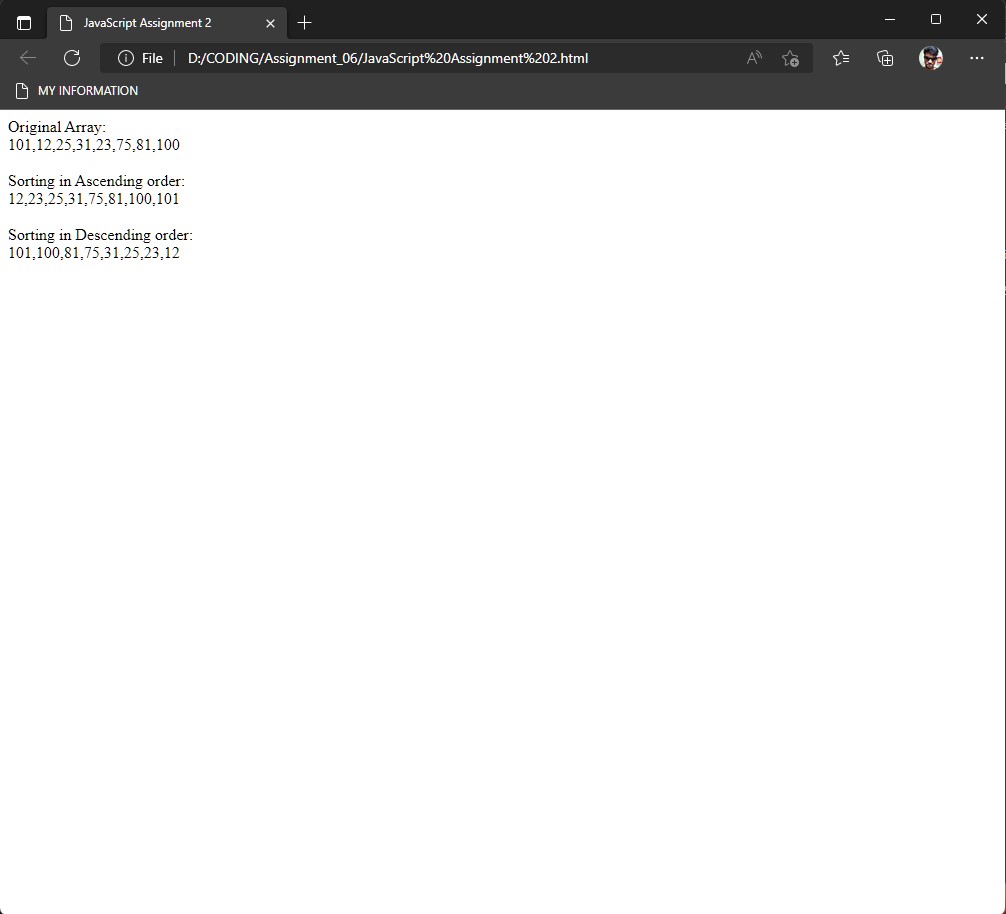 JavaScript Assignment 2
File
D:/CODING/Assignment_06/JavaScript%20Assignment%202.html
MY INFORMATION
Original Array:
101,12,25,31,23,75,81,100
Sorting in Ascending order:
12,23,25,31,75,81,100,101
Sorting in Descending order:
101,100,81,75,31,25,23,12